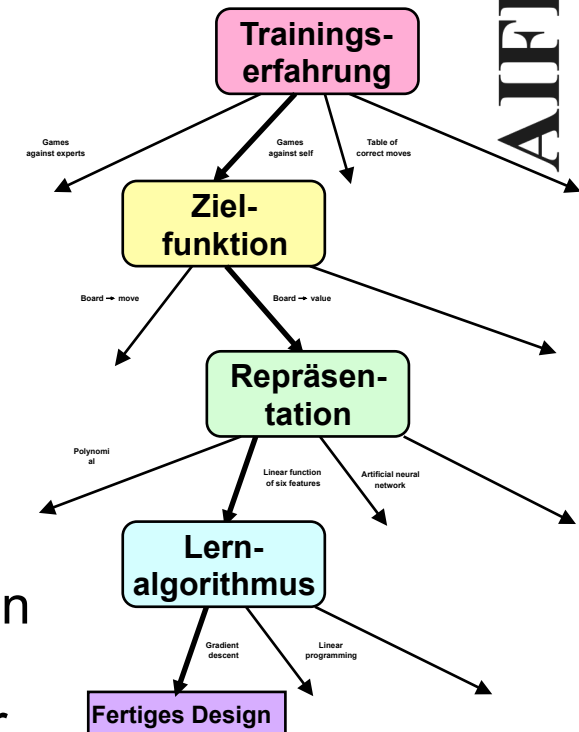 Trainings-
erfahrung
AIFI
Games
against experts
Games
against self
Table of
correct moves
Ziel-
funktion
Board → move
Board → value
Repräsen-
tation
Polynomi
al
Linear function
of six features
Artificial neural
network
Lern-
algorithmus
n
Gradient
descent
Linear
programming
Fertiges Design